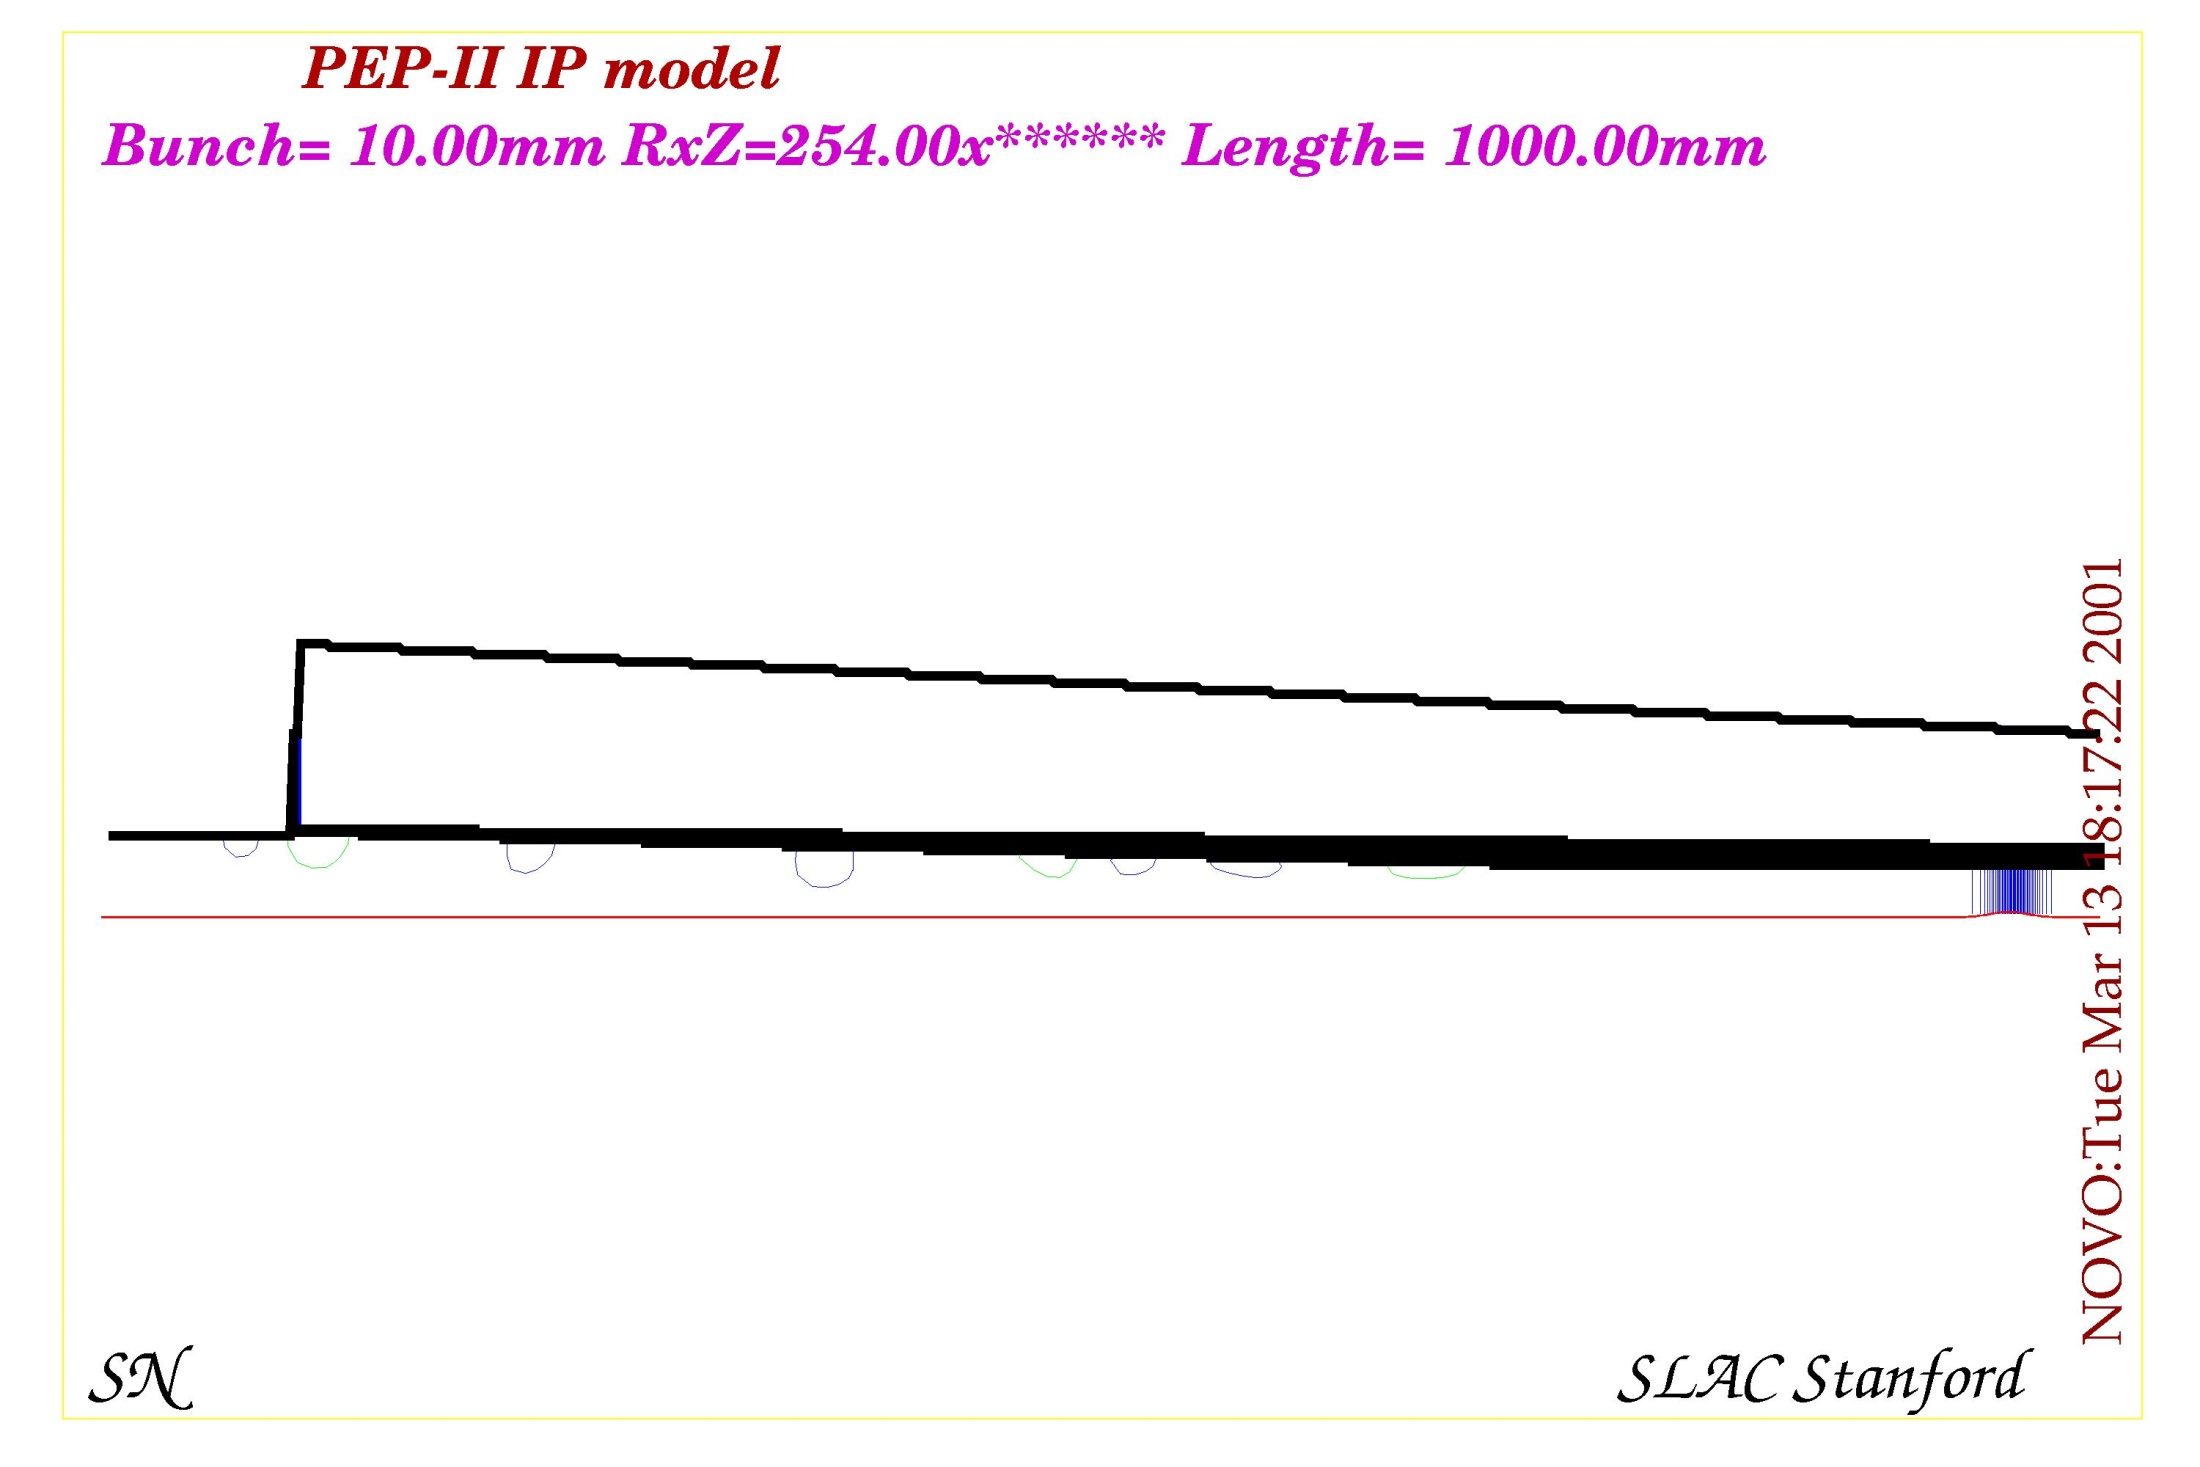 PEP-II IP model
Bunch= 10.00mm RxZ=254.00x****** Length= 1000.00mm
NOVO:Tue Mar 13 18:17:22 2001
SN
SLAC Stanford